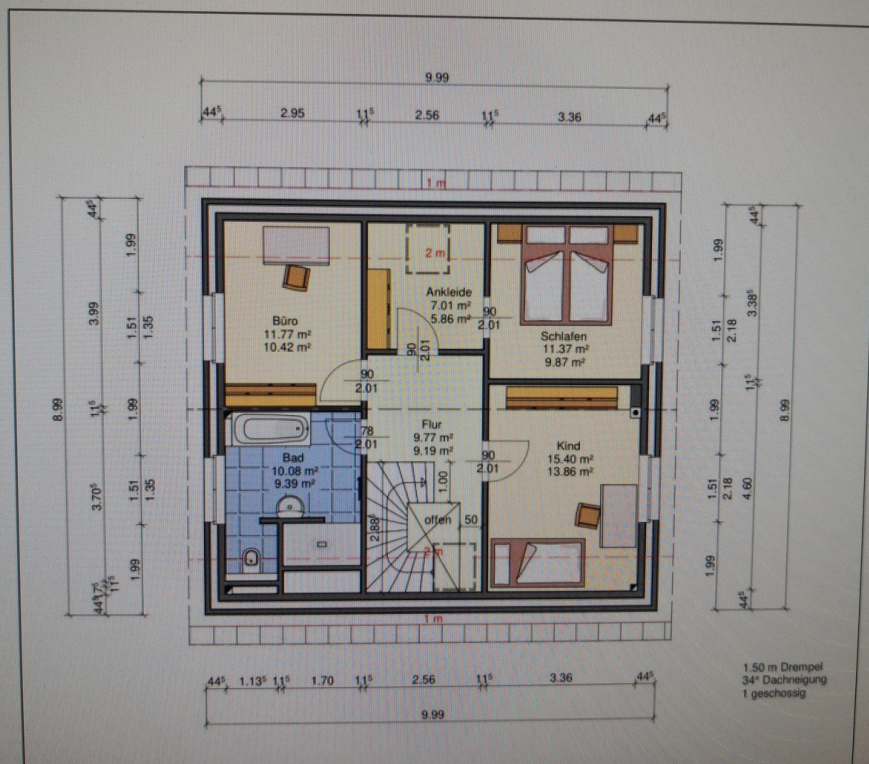 9.99
44⁵ 2.95 11⁵ 2.56 11⁵ 3.36 44⁵
1 m
2 m
Büro
11.77 m²
10.42 m²
Ankleide
7.01 m²
5.86 m²
90
2.01
Schlafen
11.37 m²
9.87 m²
90
2.01
90
2.01
78
2.01
Bad
10.08 m²
9.39 m²
Flur
9.77 m²
9.19 m²
90
2.01
Kind
15.40 m²
13.86 m²
1.00
offen
50
2.88⁵
2 m
1 m
8.99
44⁵
3.99
11⁵
3.70⁵
17⁵
11⁵
44⁵
1.99
1.51
1.35
1.99
1.51
1.35
1.99
1.99
1.51
2.18
1.99
1.51
2.18
1.99
44⁵
3.38⁵
11⁵
4.60
44⁵
8.99
44⁵ 1.13⁵ 11⁵ 1.70 11⁵ 2.56 11⁵ 3.36 44⁵
9.99
1.50 m Drempel
34° Dachneigung
1 geschossig